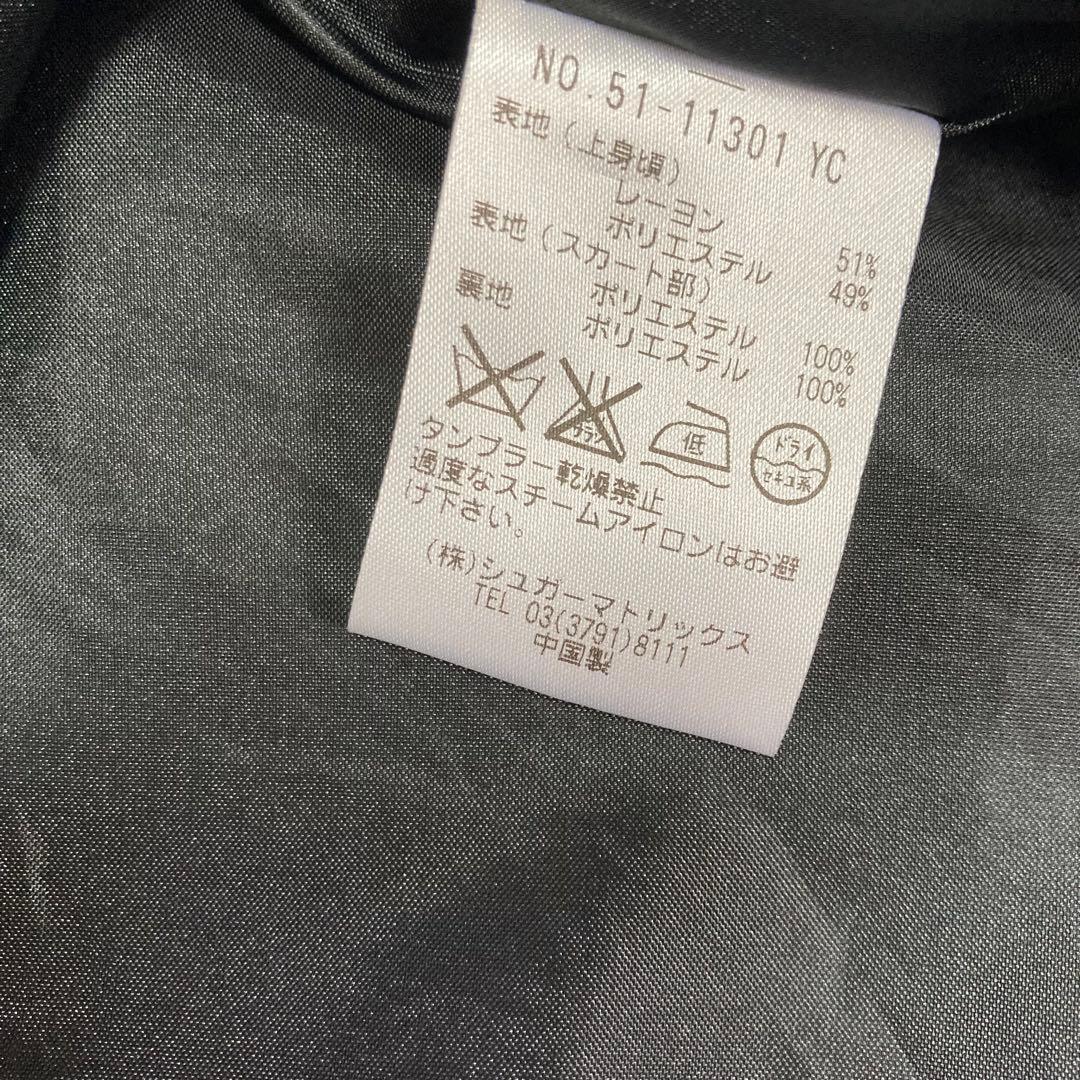 NO.51-11301 YC
表地(上身頃)
レーヨン 51%
ポリエステル 49%
表地(スカート部)
ポリエステル 100%
裏地 ポリエステル 100%
低
ドライ
セキユ系
タンブラー乾燥禁止
過度なスチームアイロンはお避
け下さい。
(株)シュガーマトリックス
TEL 03(3791)8111
中国製